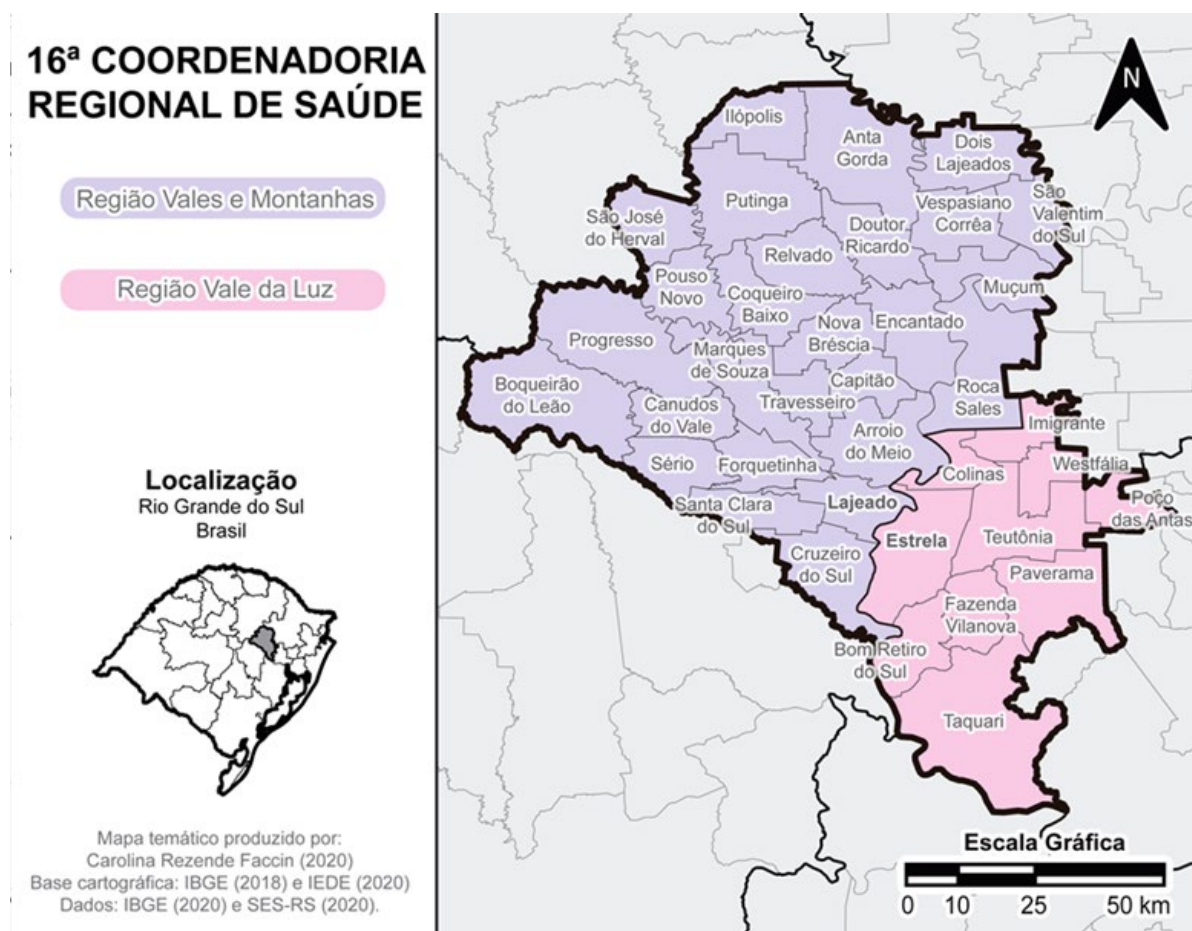 16ª COORDENADORIA
REGIONAL DE SAÚDE
Região Vales e Montanhas
Região Vale da Luz
Localização
Rio Grande do Sul
Brasil
Mapa temático produzido por:
Carolina Rezende Faccin (2020)
Base cartográfica: IBGE (2018) e IEDE (2020)
Dados: IBGE (2020) e SES-RS (2020).
N
Ilópolis
Anta
Gorda
Dois
Lajeados
Putinga
São José
do Herval
Doutor
Ricardo
Vespasiano
Corrêa
São
Valentim
do Sul
Relvado
Pouso
Novo
Coqueiro
Baixo
Muçum
Nova
Bréscia
Encantado
Progresso
Marques
de Souza
Capitão
Travesseiro
Roca
Sales
Boqueirão
do Leão
Canudos
do Vale
Arroio
do Meio
Imigrante
Sério
Forquetinha
Colinas
Westfália
Santa Clara
do Sul
Lajeado
Poço
das Antas
Estrela
Teutônia
Cruzeiro
do Sul
Paverama
Fazenda
Vilanova
Bom Retiro
do Sul
Taquari
Escala Gráfica
0 10 25 50 km